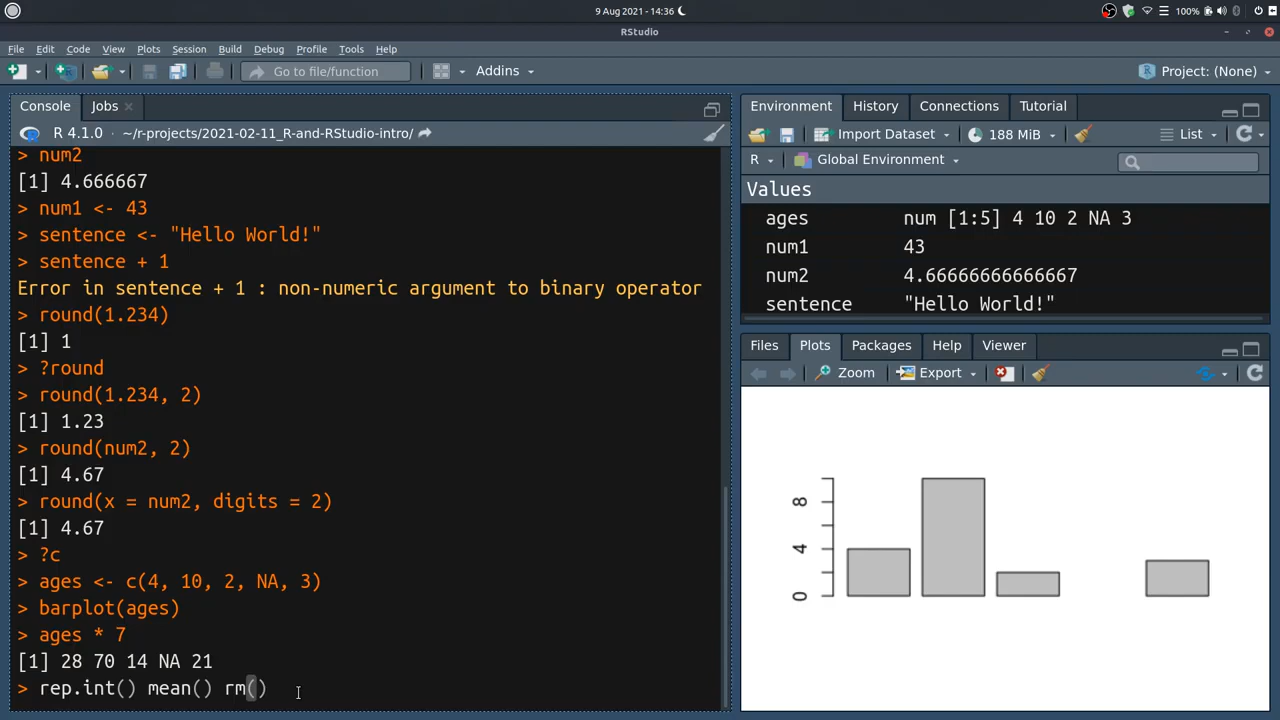 9 Aug 2021 - 14:36
100%
RStudio
File Edit Code View Plots Session Build Debug Profile Tools Help
Go to file/function
Addins
Project: (None)
Console Jobs
R 4.1.0 · ~/r-projects/2021-02-11_R-and-RStudio-intro/
> num2
[1] 4.666667
> num1 <- 43
> sentence <- "Hello World!"
> sentence + 1
Error in sentence + 1 : non-numeric argument to binary operator
> round(1.234)
[1] 1
> ?round
> round(1.234, 2)
[1] 1.23
> round(num2, 2)
[1] 4.67
> round(x = num2, digits = 2)
[1] 4.67
> ?c
> ages <- c(4, 10, 2, NA, 3)
> barplot(ages)
> ages * 7
[1] 28 70 14 NA 21
> rep.int() mean() rm()
Environment History Connections Tutorial
Import Dataset 188 MiB List
R Global Environment
Values
ages num [1:5] 4 10 2 NA 3
num1 43
num2 4.66666666666667
sentence "Hello World!"
Files Plots Packages Help Viewer
Zoom Export
8
4
0